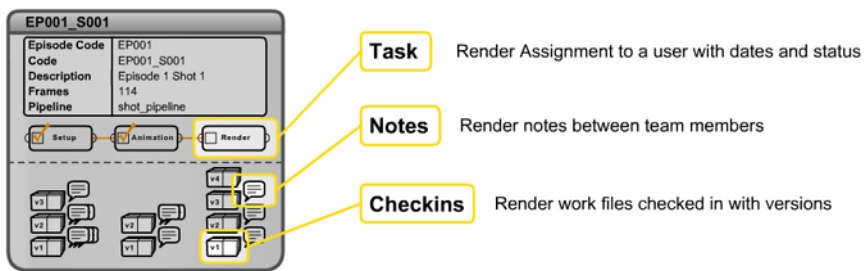 EP001_S001
Episode Code EP001
Code EP001_S001
Description Episode 1 Shot 1
Frames 114
Pipeline shot_pipeline
Setup Animation Render
Task Render Assignment to a user with dates and status
Notes Render notes between team members
Checkins Render work files checked in with versions
v4
v3 v3
v2 v2 v2
v1 v1 v1